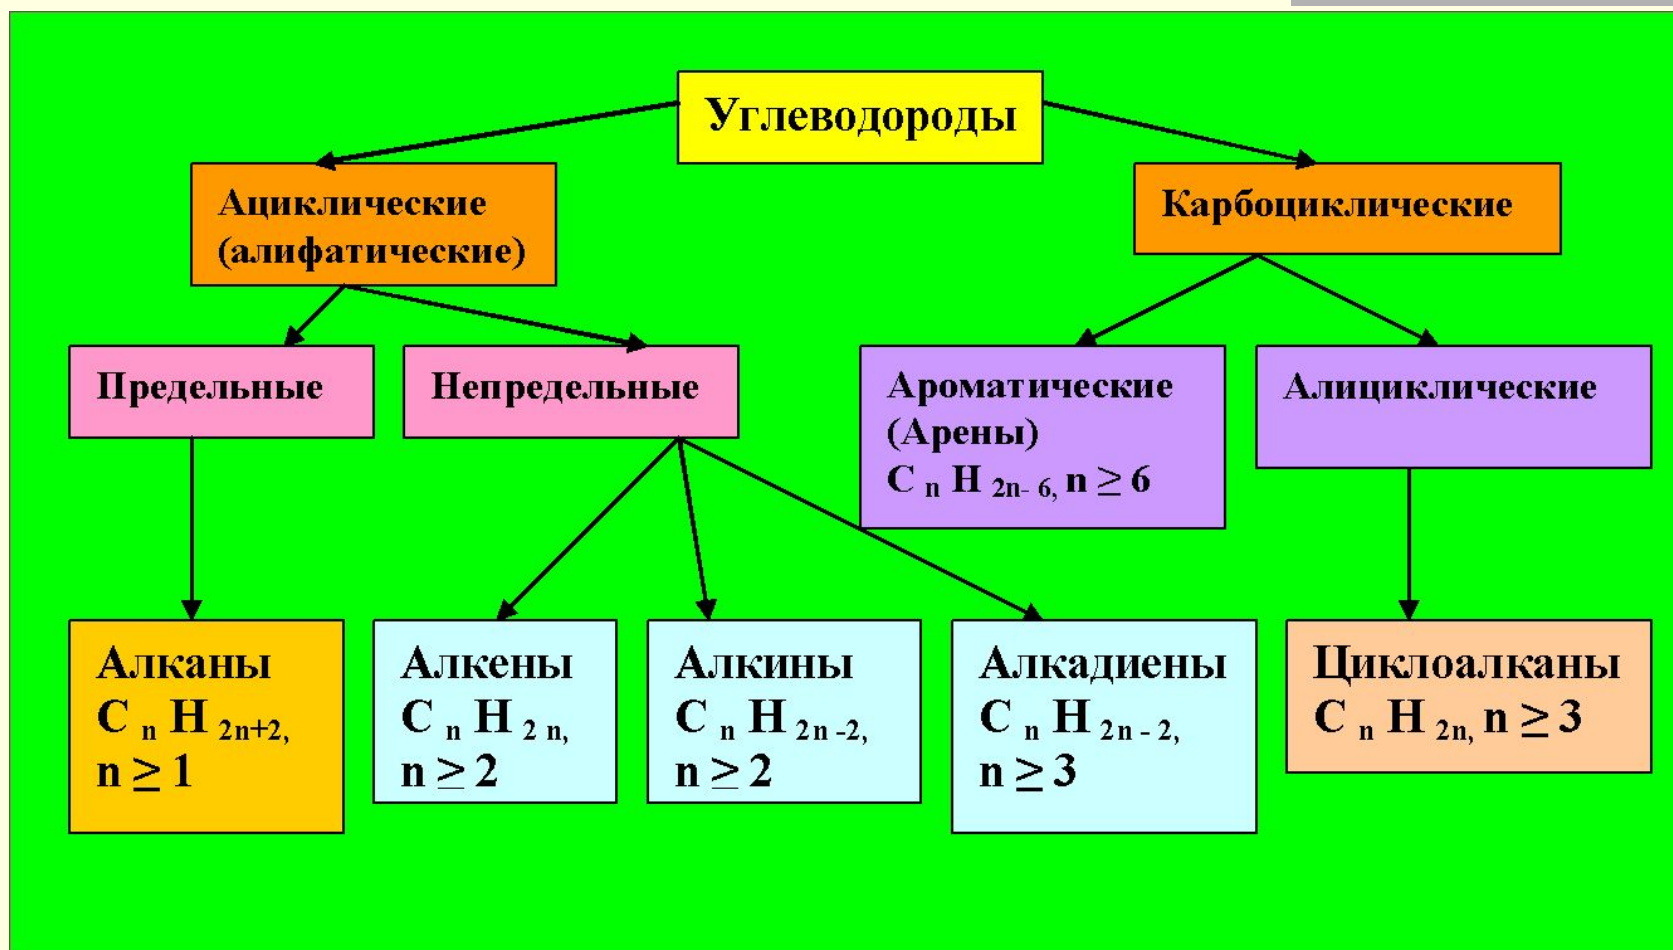 Углеводороды
Ациклические
(алифатические)
Карбоциклические
Предельные
Непредельные
Ароматические
(Арены)
C n H 2n- 6, n ≥ 6
Алициклические
Алканы
C n H 2n+2,
n ≥ 1
Алкены
C n H 2 n,
n ≥ 2
Алкины
C n H 2n -2,
n ≥ 2
Алкадиены
C n H 2n - 2,
n ≥ 3
Циклоалканы
C n H 2n, n ≥ 3